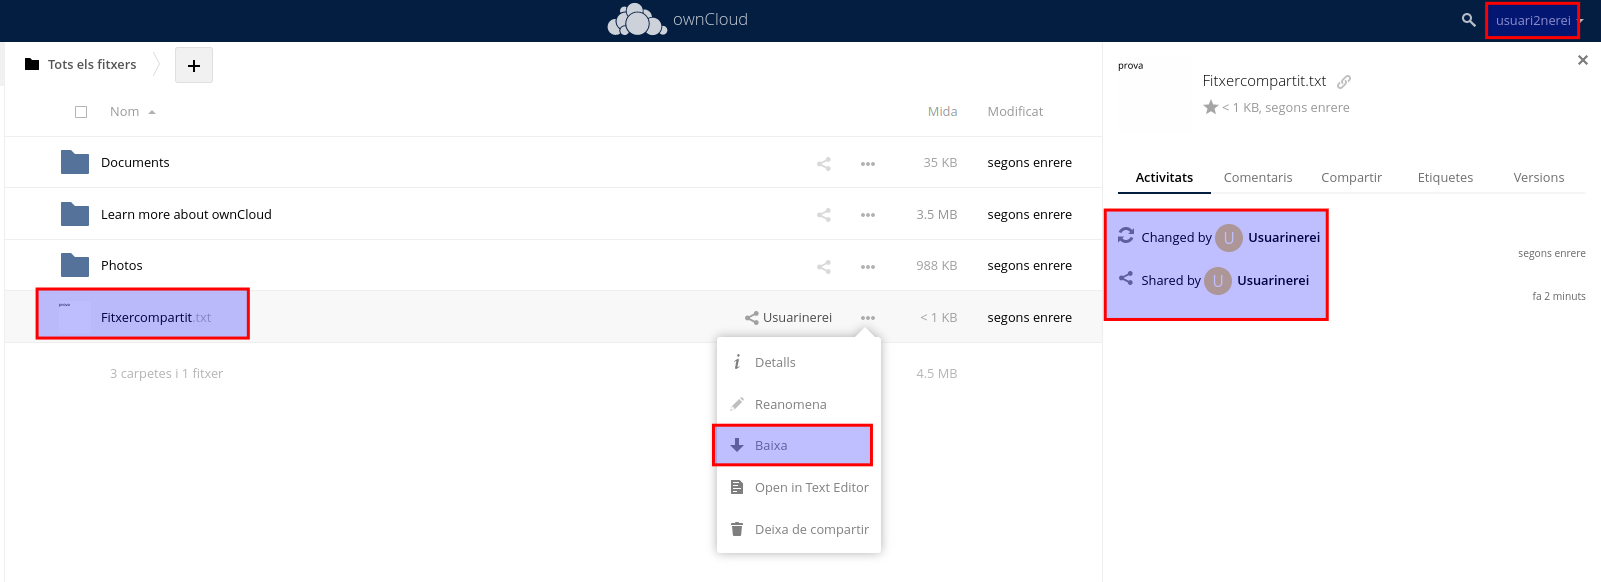 ownCloud
usuari2nerei
Tots els fitxers
+
Nom Mida Modificat
Documents ••• 35 KB segons enrere
Learn more about ownCloud ••• 3.5 MB segons enrere
Photos ••• 988 KB segons enrere
prova
Fitxercompartit.txt Usuarinerei ••• < 1 KB segons enrere
3 carpetes i 1 fitxer 4.5 MB
Detalls
Reanomena
Baixa
Open in Text Editor
Deixa de compartir
prova
Fitxercompartit.txt
< 1 KB, segons enrere
Activitats Comentaris Compartir Etiquetes Versions
Changed by U Usuarinerei
segons enrere
Shared by U Usuarinerei
fa 2 minuts